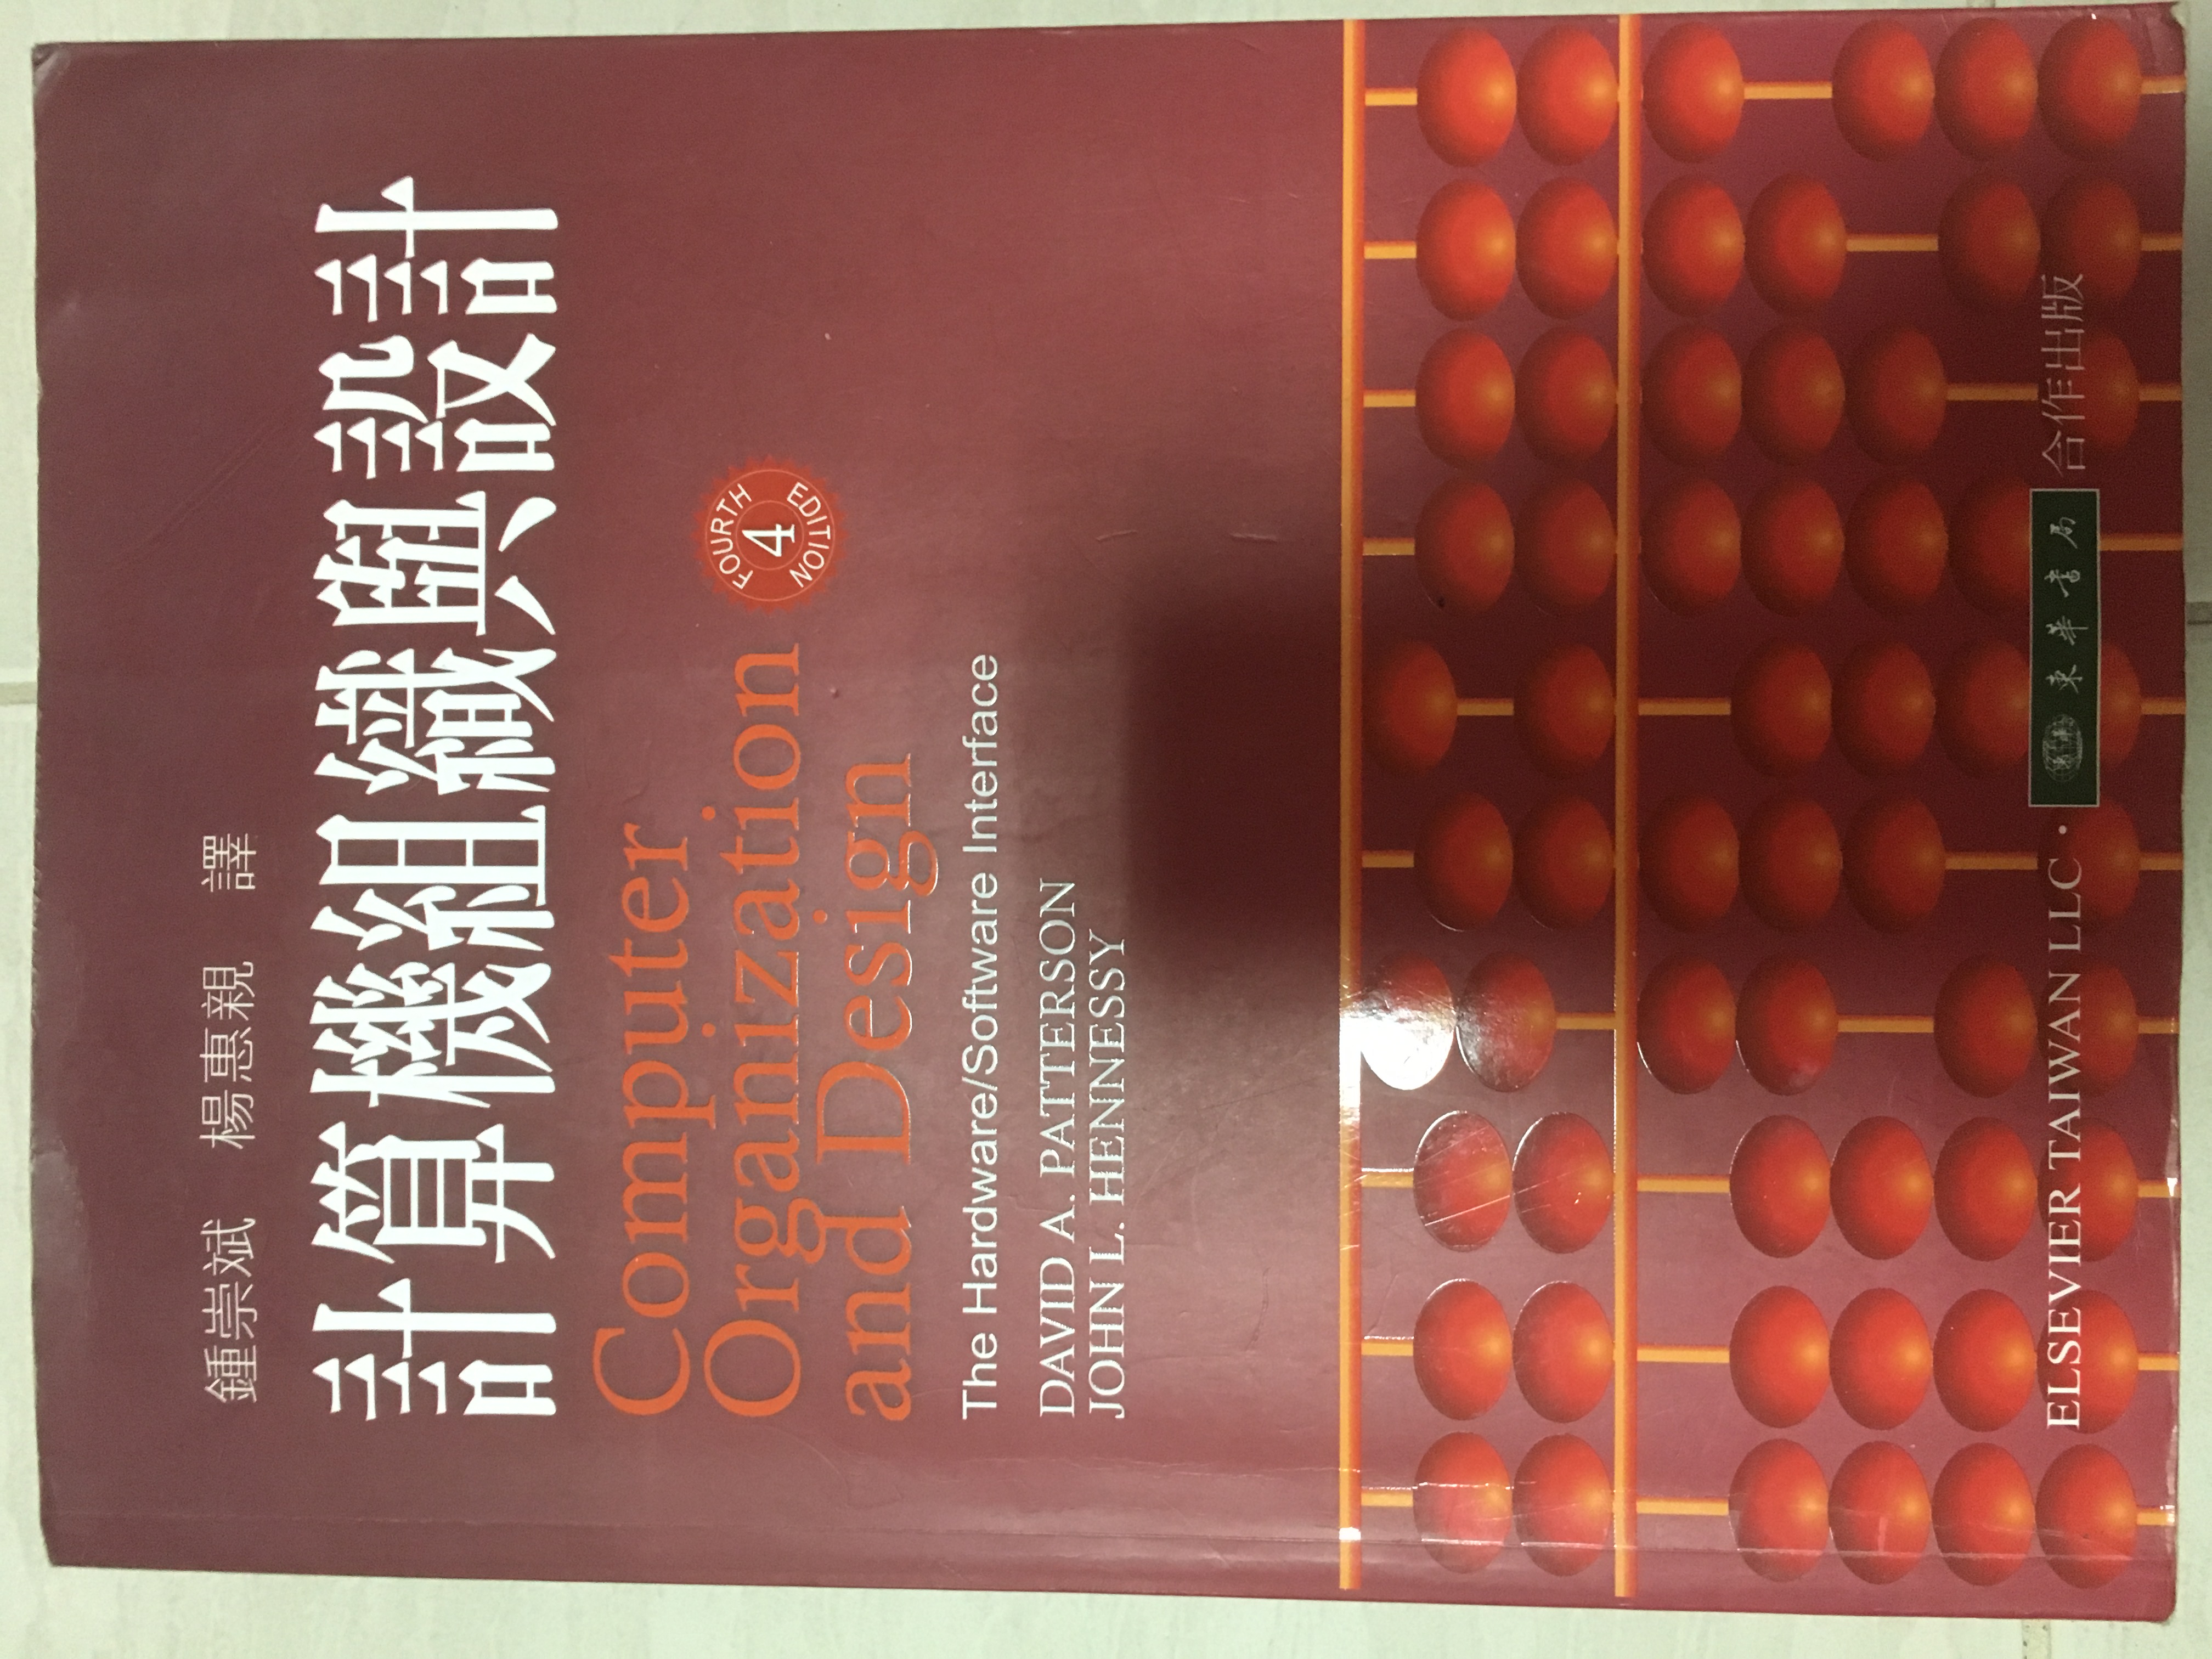 鍾崇斌 楊惠親 譯
計算機組織與設計
Computer
Organization
and Design
FOURTH
4
EDITION
The Hardware/Software Interface
DAVID A. PATTERSON
JOHN L. HENNESSY
ELSEVIER TAIWAN LLC · 東華書局 合作出版